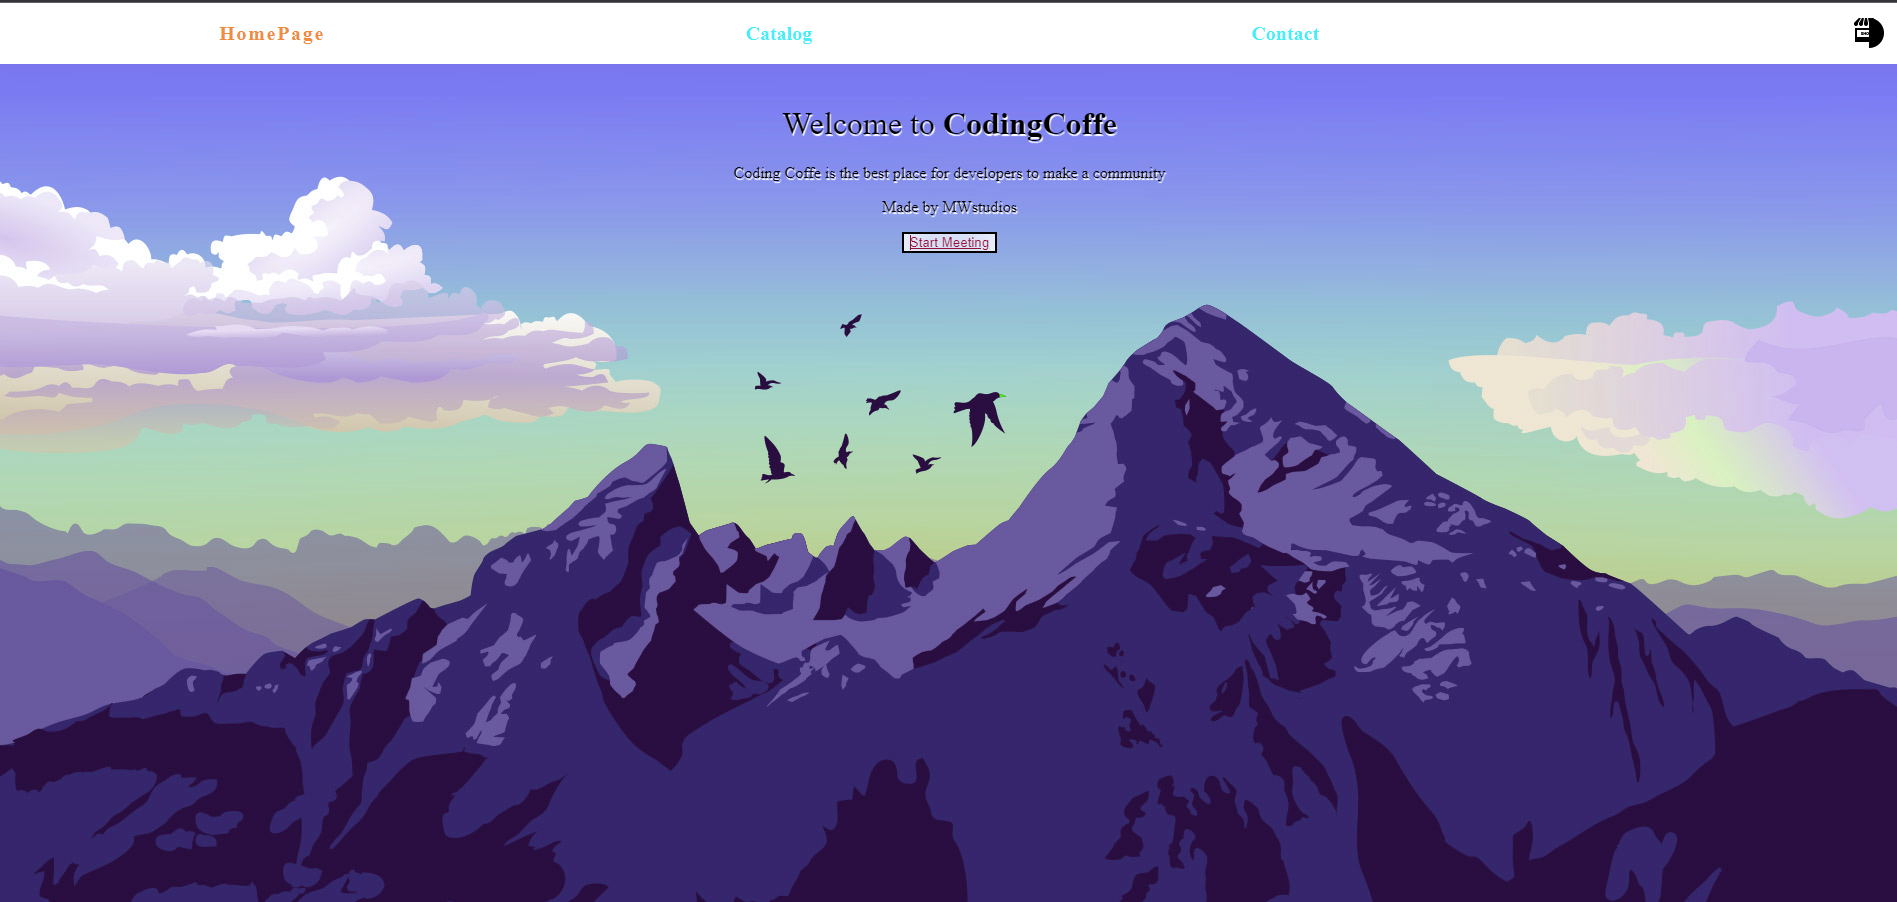 HomePage Catalog Contact
Welcome to CodingCoffe
Coding Coffe is the best place for developers to make a community
Made by MWstudios
Start Meeting